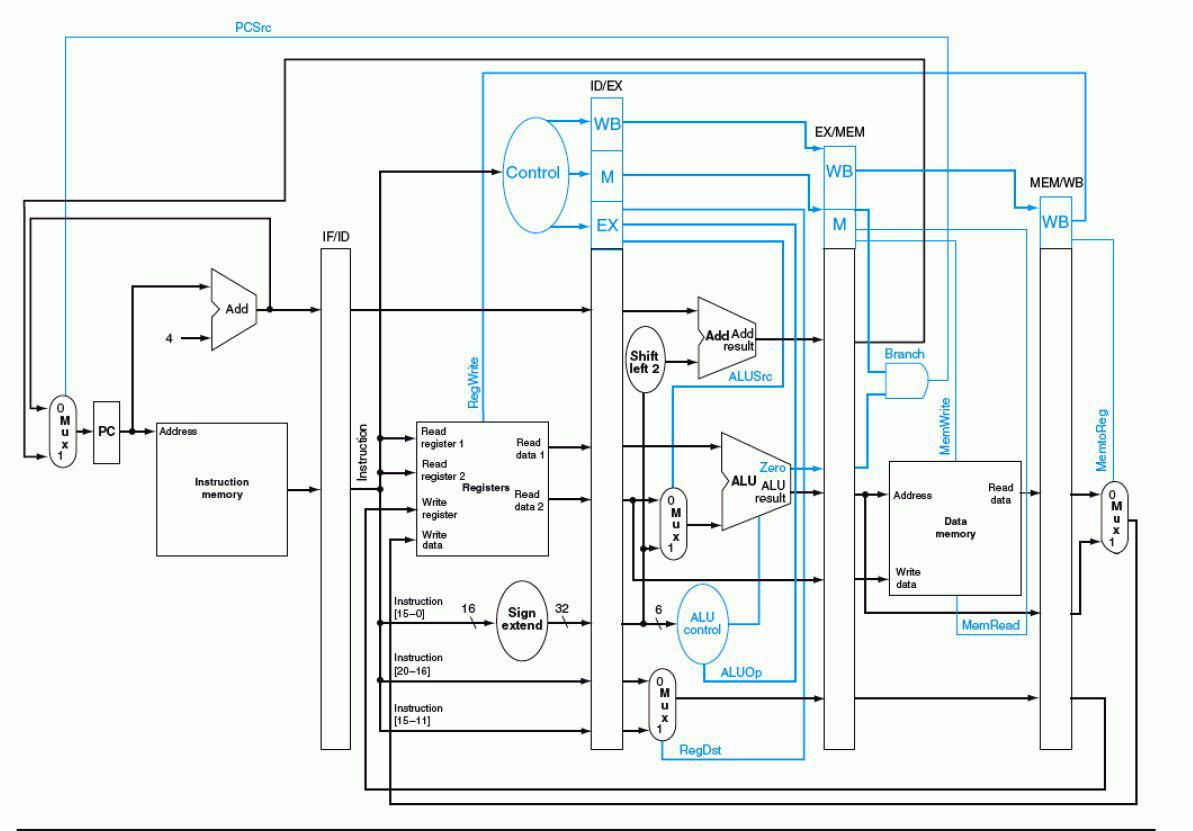 PCSrc
ID/EX
WB
EX/MEM
Control
M
WB
MEM/WB
EX
M
WB
IF/ID
Add
4
Add Add
result
Shift
left 2
Branch
ALUSrc
RegWrite
MemWrite
MemtoReg
0
M
u
x
1
PC
Address
Instruction
memory
Instruction
Read
register 1
Read
register 2
Write
register
Write
data
Registers
Read
data 1
Read
data 2
0
M
u
x
1
Zero
ALU
ALU
result
Address
Read
data
Data
memory
Write
data
0
M
u
x
1
Instruction
[15–0]
16
Sign
extend
32
6
ALU
control
MemRead
Instruction
[20–16]
ALUOp
0
M
u
x
1
Instruction
[15–11]
RegDst